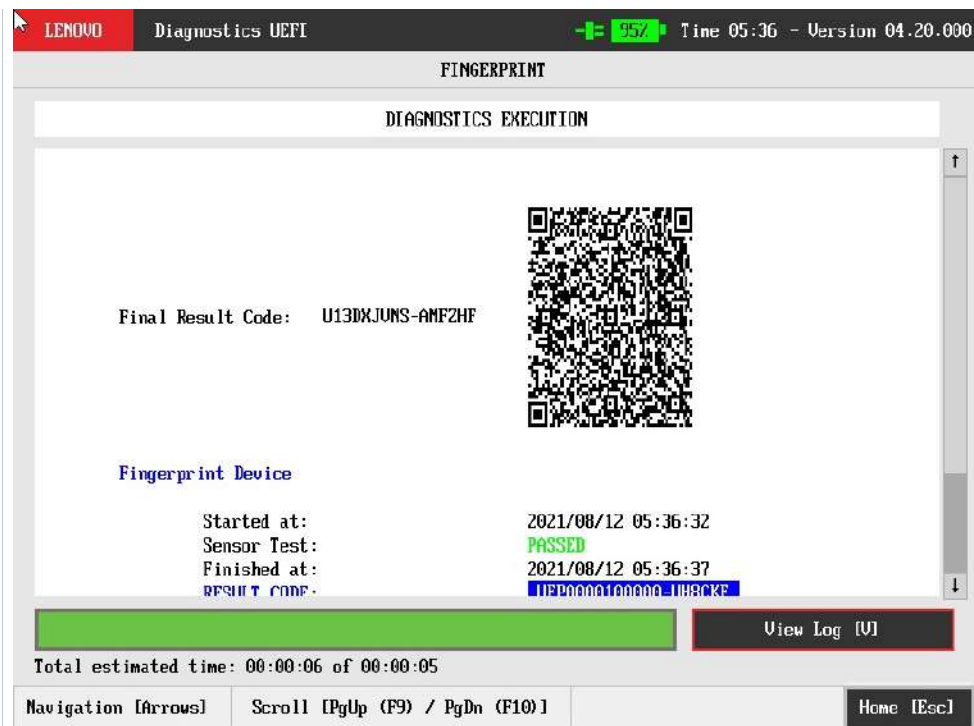 LENOVO Diagnostics UEFI 95% Time 05:36 - Version 04.20.000
FINGERPRINT
DIAGNOSTICS EXECUTION
Final Result Code: U13DXJVNS-AMFZHF
Fingerprint Device
Started at: 2021/08/12 05:36:32
Sensor Test: PASSED
Finished at: 2021/08/12 05:36:37
RESULT CODE:
View Log [V]
Total estimated time: 00:00:06 of 00:00:05
Navigation [Arrows] Scroll [PgUp (F9) / PgDn (F10)] Home [Esc]